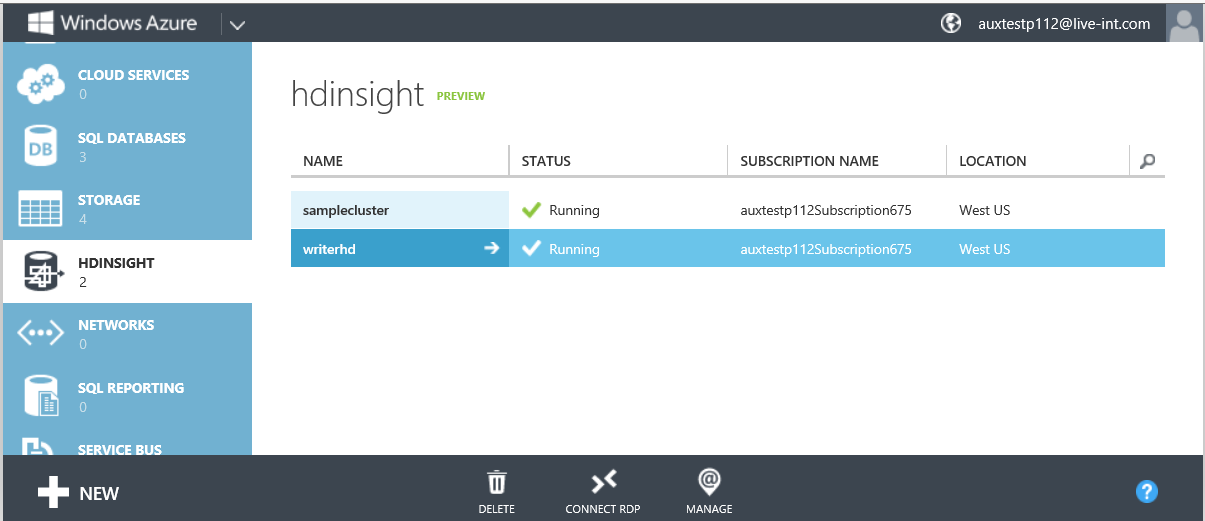 Windows Azure
auxtestp112@live-int.com
CLOUD SERVICES
0
SQL DATABASES
3
DB
STORAGE
4
HDINSIGHT
2
NETWORKS
0
SQL REPORTING
0
SERVICE BUS
hdinsight PREVIEW
NAME STATUS SUBSCRIPTION NAME LOCATION
samplecluster Running auxtestp112Subscription675 West US
writerhd Running auxtestp112Subscription675 West US
NEW
DELETE
CONNECT RDP
@
MANAGE
?